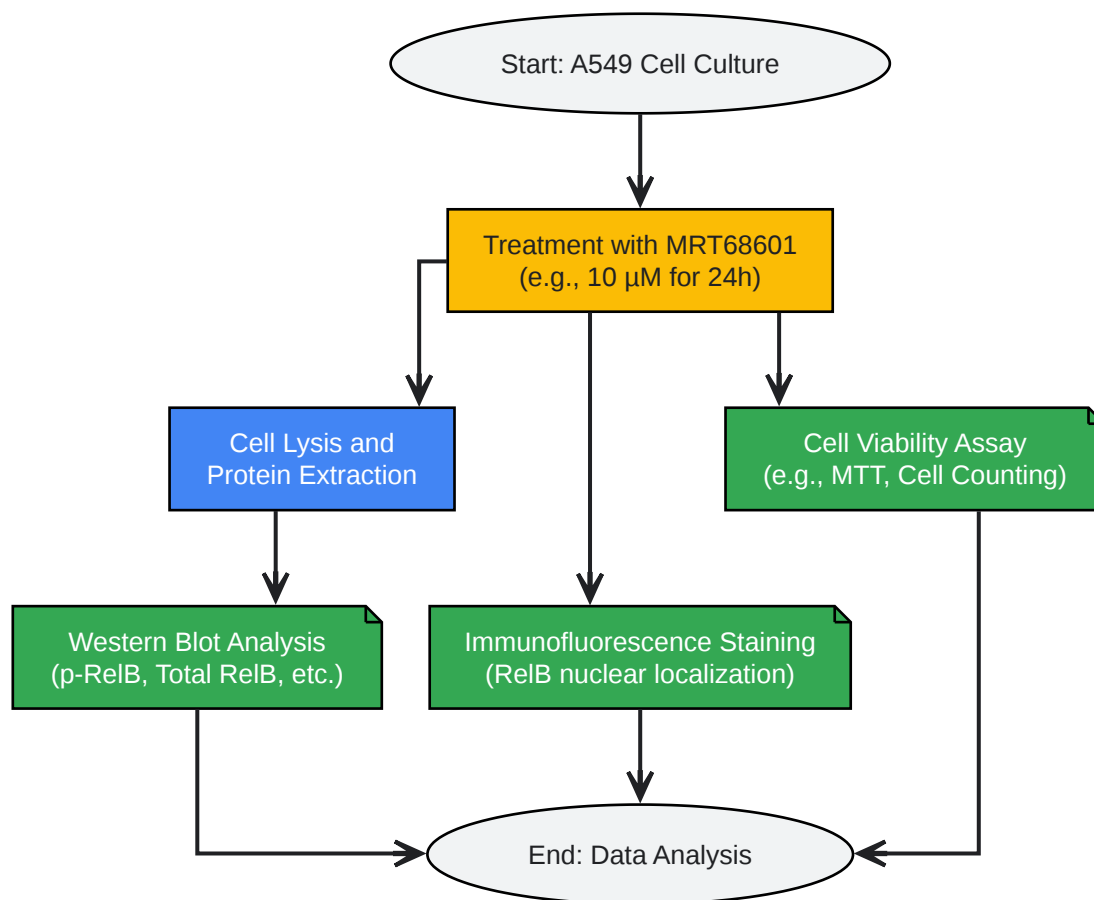 Start: A549 Cell Culture
Treatment with MRT68601
(e.g., 10 µM for 24h)
Cell Lysis and
Protein Extraction
Cell Viability Assay
(e.g., MTT, Cell Counting)
Western Blot Analysis
(p-RelB, Total RelB, etc.)
Immunofluorescence Staining
(RelB nuclear localization)
End: Data Analysis